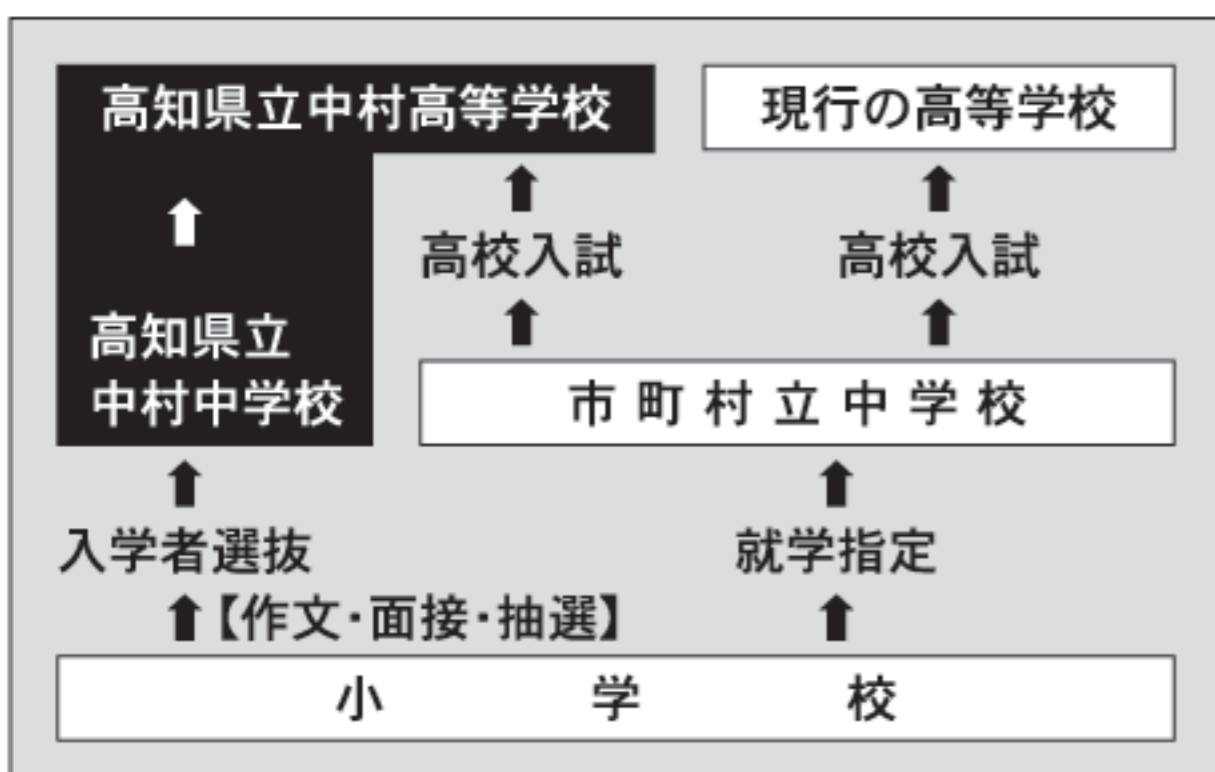 高知県立中村高等学校
現行の高等学校
高校入試
高校入試
高知県立
中村中学校
市町村立中学校
入学者選抜
就学指定
【作文・面接・抽選】
小学校